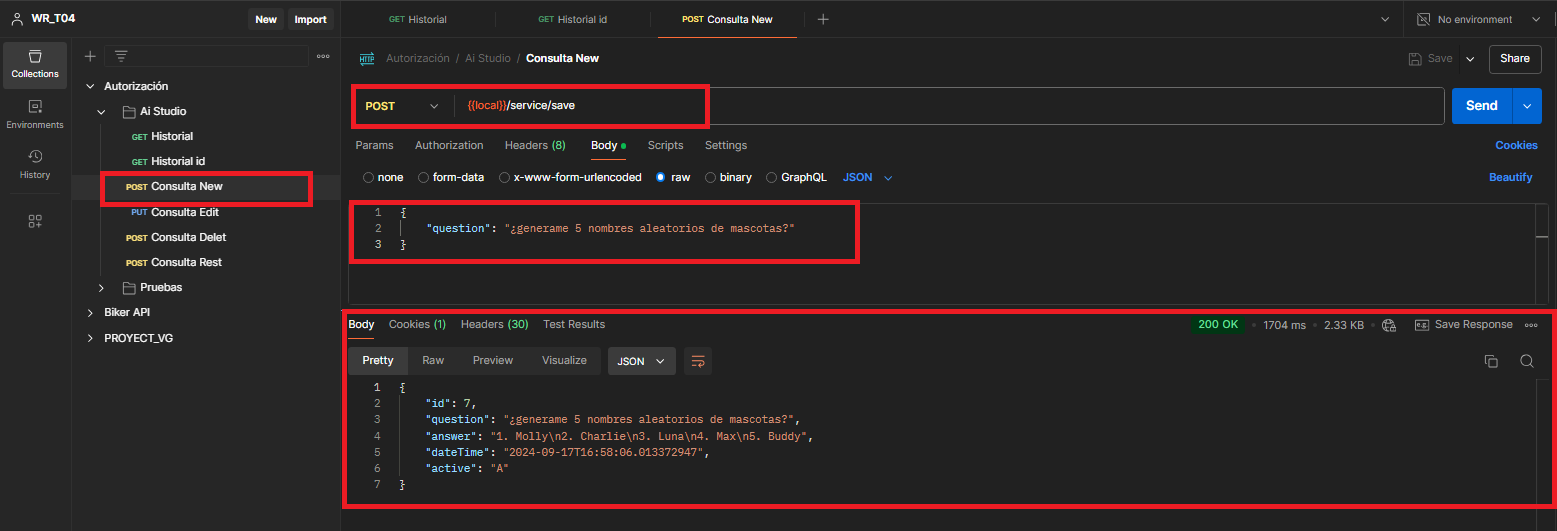 WR_T04 New Import GET Historial GET Historial id POST Consulta New No environment
Collections
Environments
History
Autorización
Ai Studio
GET Historial
GET Historial id
POST Consulta New
PUT Consulta Edit
POST Consulta Delet
POST Consulta Rest
Pruebas
Biker API
PROYECT_VG
HTTP Autorización / Ai Studio / Consulta New Save Share
POST {{local}}/service/save Send
Params Authorization Headers (8) Body Scripts Settings Cookies
none form-data x-www-form-urlencoded raw binary GraphQL JSON Beautify
1 {
2 "question": "¿generame 5 nombres aleatorios de mascotas?"
3 }
Body Cookies (1) Headers (30) Test Results 200 OK 1704 ms 2.33 KB Save Response
Pretty Raw Preview Visualize JSON
1 {
2 "id": 7,
3 "question": "¿generame 5 nombres aleatorios de mascotas?",
4 "answer": "1. Molly\n2. Charlie\n3. Luna\n4. Max\n5. Buddy",
5 "dateTime": "2024-09-17T16:58:06.013372947",
6 "active": "A"
7 }